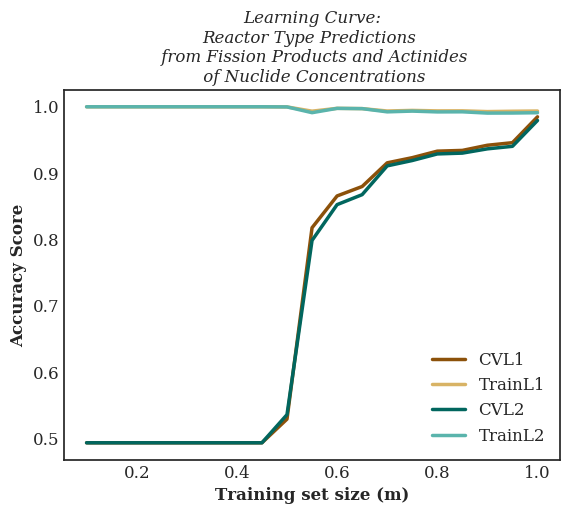 Learning Curve:
Reactor Type Predictions
from Fission Products and Actinides
of Nuclide Concentrations
1.0
0.9
0.8
0.7
0.6
0.5
Accuracy Score
CVL1
TrainL1
CVL2
TrainL2
0.2 0.4 0.6 0.8 1.0
Training set size (m)